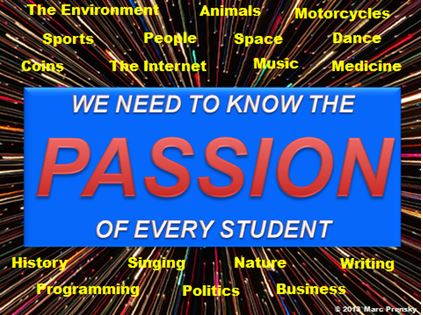 The Environment Animals Motorcycles
Sports People Space Dance
Coins The Internet Music Medicine
WE NEED TO KNOW THE
PASSION
OF EVERY STUDENT
History Singing Nature Writing
Programming Politics Business
© 2013 Marc Prensky